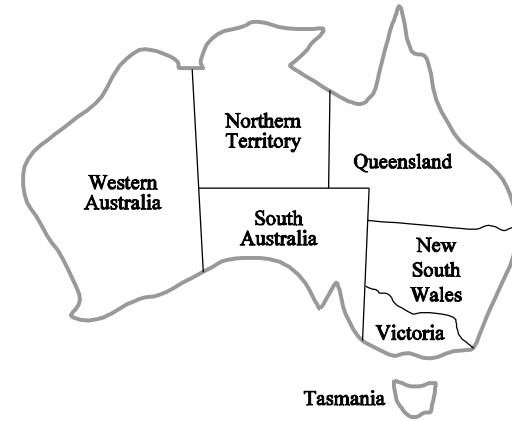 Northern
Territory
Queensland
Western
Australia
South
Australia
New
South
Wales
Victoria
Tasmania